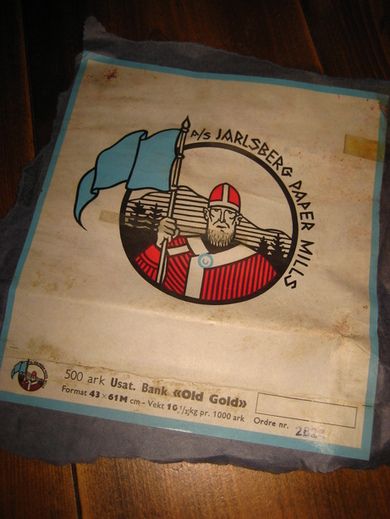 A/S JARLSBERG PAPER MILLS
500 ark Usat. Bank «Old Gold»
Format 43 × 61 M cm - Vekt 16 1/2 kg pr. 1000 ark Ordre nr.